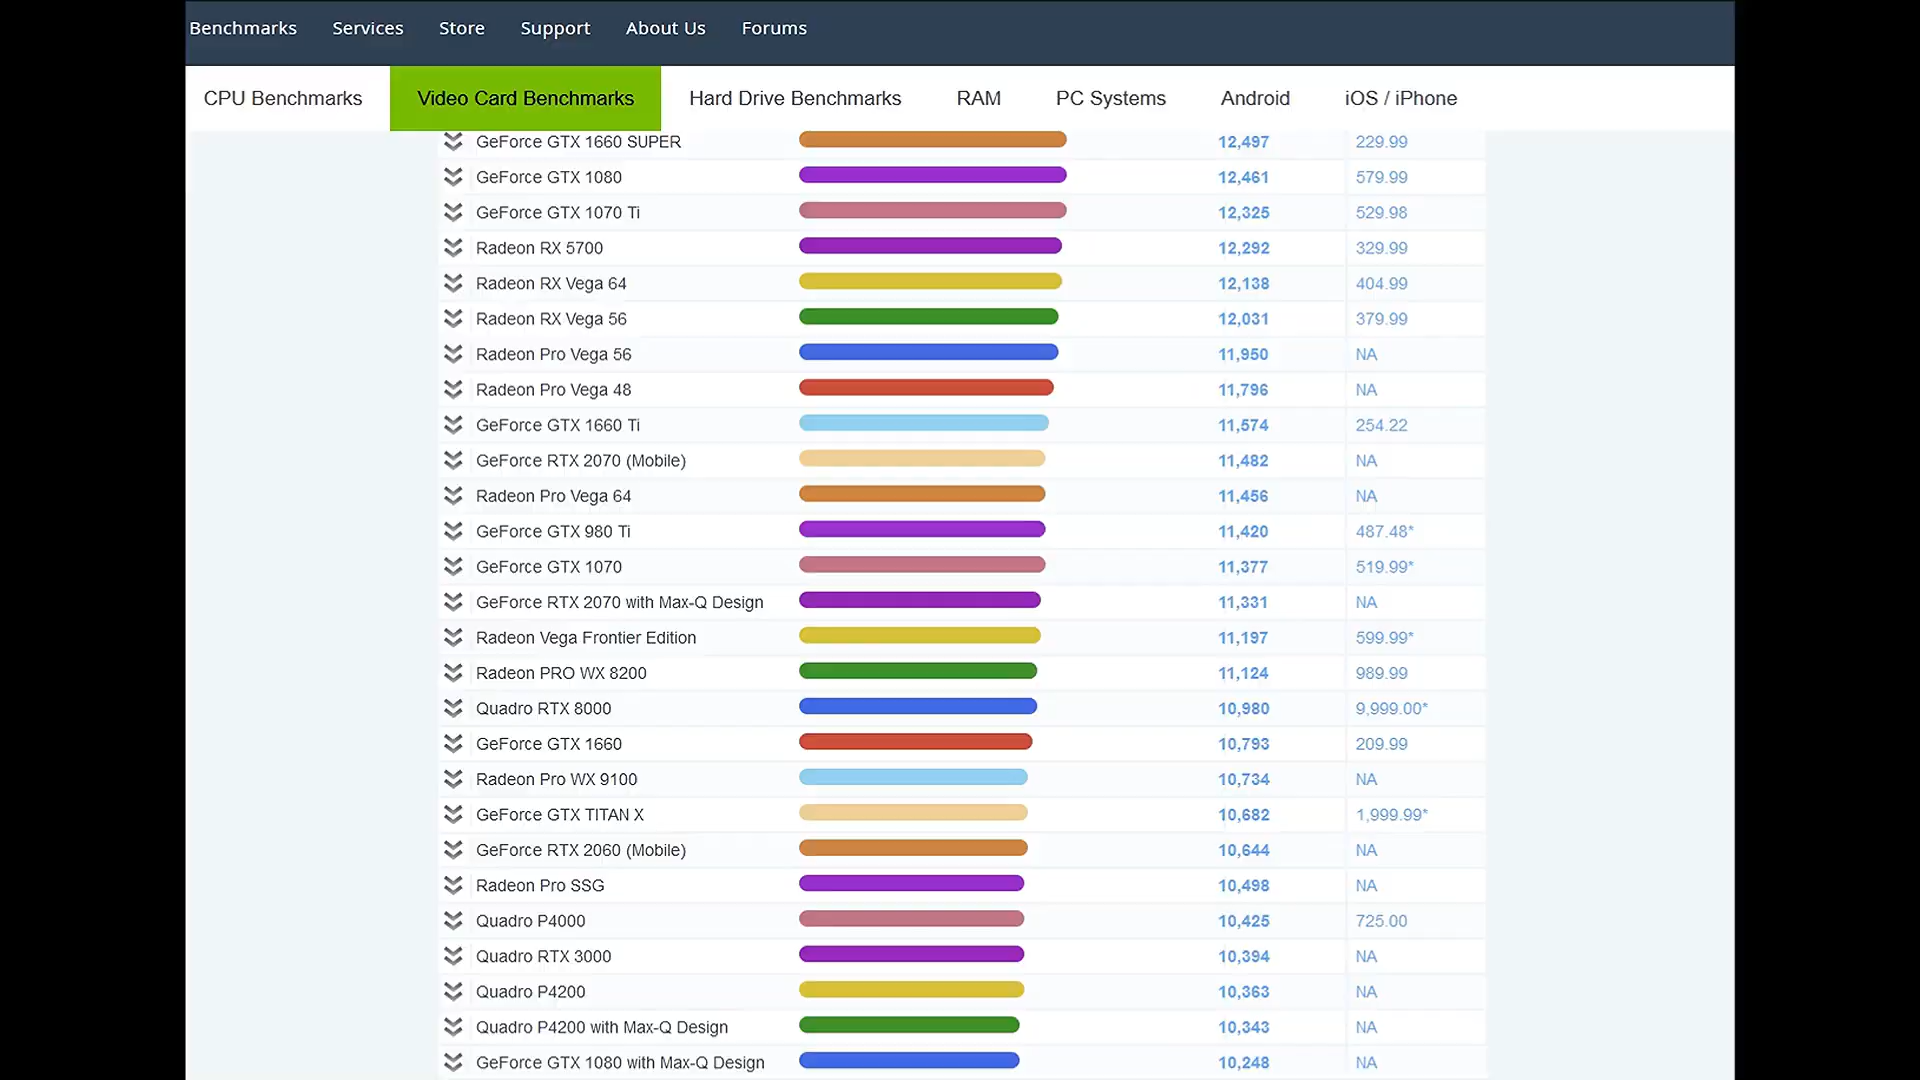 Benchmarks Services Store Support About Us Forums
CPU Benchmarks Video Card Benchmarks Hard Drive Benchmarks RAM PC Systems Android iOS / iPhone
GeForce GTX 1660 SUPER 12,497 229.99
GeForce GTX 1080 12,461 579.99
GeForce GTX 1070 Ti 12,325 529.98
Radeon RX 5700 12,292 329.99
Radeon RX Vega 64 12,138 404.99
Radeon RX Vega 56 12,031 379.99
Radeon Pro Vega 56 11,950 NA
Radeon Pro Vega 48 11,796 NA
GeForce GTX 1660 Ti 11,574 254.22
GeForce RTX 2070 (Mobile) 11,482 NA
Radeon Pro Vega 64 11,456 NA
GeForce GTX 980 Ti 11,420 487.48*
GeForce GTX 1070 11,377 519.99*
GeForce RTX 2070 with Max-Q Design 11,331 NA
Radeon Vega Frontier Edition 11,197 599.99*
Radeon PRO WX 8200 11,124 989.99
Quadro RTX 8000 10,980 9,999.00*
GeForce GTX 1660 10,793 209.99
Radeon Pro WX 9100 10,734 NA
GeForce GTX TITAN X 10,682 1,999.99*
GeForce RTX 2060 (Mobile) 10,644 NA
Radeon Pro SSG 10,498 NA
Quadro P4000 10,425 725.00
Quadro RTX 3000 10,394 NA
Quadro P4200 10,363 NA
Quadro P4200 with Max-Q Design 10,343 NA
GeForce GTX 1080 with Max-Q Design 10,248 NA